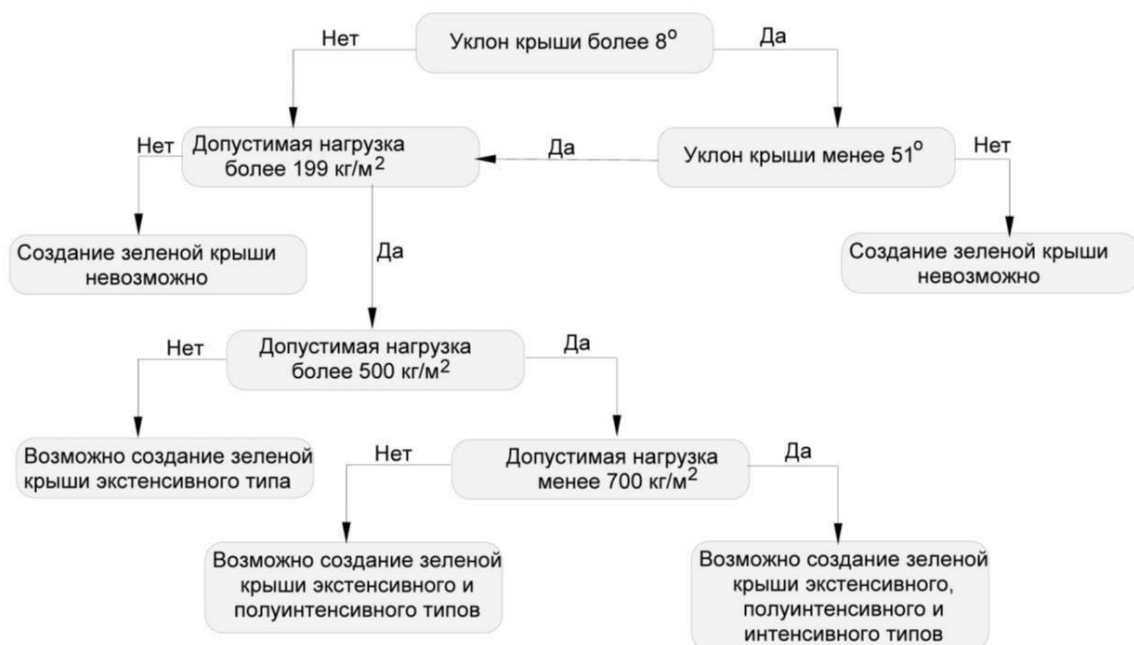 Нет
Уклон крыши более 8°
Да
Нет
Допустимая нагрузка
более 199 кг/м²
Да
Уклон крыши менее 51°
Нет
Создание зеленой крыши
невозможно
Да
Создание зеленой крыши
невозможно
Нет
Допустимая нагрузка
более 500 кг/м²
Да
Возможно создание зеленой
крыши экстенсивного типа
Нет
Допустимая нагрузка
менее 700 кг/м²
Да
Возможно создание зеленой
крыши экстенсивного и
полуинтенсивного типов
Возможно создание зеленой
крыши экстенсивного,
полуинтенсивного и
интенсивного типов